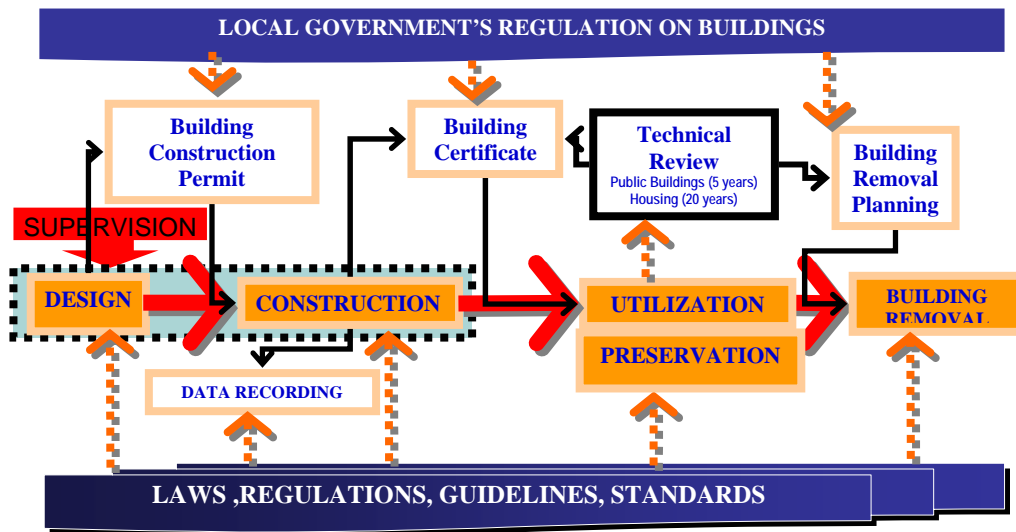 LOCAL GOVERNMENT’S REGULATION ON BUILDINGS
Building
Construction
Permit
Building
Certificate
Technical
Review
Public Buildings (5 years)
Housing (20 years)
Building
Removal
Planning
SUPERVISION
DESIGN
CONSTRUCTION
UTILIZATION
BUILDING
REMOVAL
PRESERVATION
DATA RECORDING
LAWS ,REGULATIONS, GUIDELINES, STANDARDS